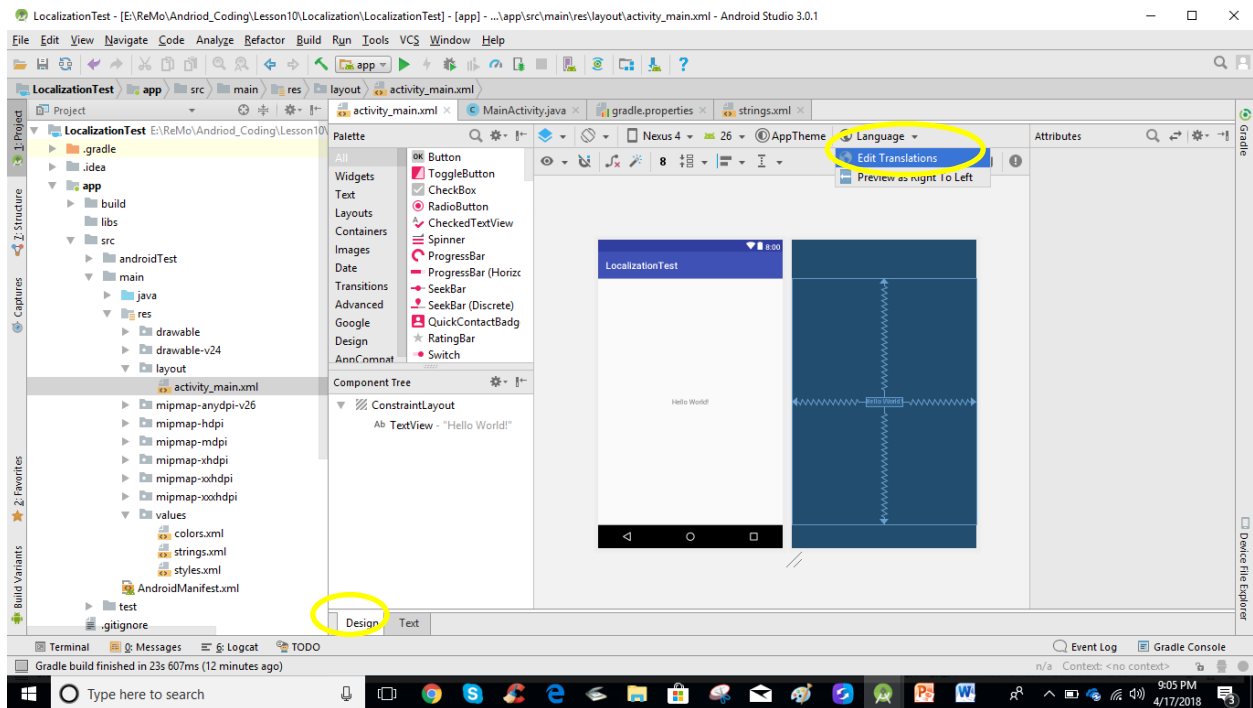 LocalizationTest - [E:\ReMo\Andriod_Coding\Lesson10\Localization\LocalizationTest] - [app] - ...\app\src\main\res\layout\activity_main.xml - Android Studio 3.0.1
File Edit View Navigate Code Analyze Refactor Build Run Tools VCS Window Help
app
LocalizationTest app src main res layout activity_main.xml
1: Project
7: Structure
Captures
2: Favorites
Build Variants
Project
LocalizationTest E:\ReMo\Andriod_Coding\Lesson10\
.gradle
.idea
app
build
libs
src
androidTest
main
java
res
drawable
drawable-v24
layout
activity_main.xml
mipmap-anydpi-v26
mipmap-hdpi
mipmap-mdpi
mipmap-xhdpi
mipmap-xxhdpi
mipmap-xxxhdpi
values
colors.xml
strings.xml
styles.xml
AndroidManifest.xml
test
.gitignore
activity_main.xml MainActivity.java gradle.properties strings.xml
Palette
All
Widgets
Text
Layouts
Containers
Images
Date
Transitions
Advanced
Google
Design
AppCompat
OK Button
ToggleButton
CheckBox
RadioButton
CheckedTextView
Spinner
ProgressBar
ProgressBar (Horizc
SeekBar
SeekBar (Discrete)
QuickContactBadg
RatingBar
Switch
Component Tree
ConstraintLayout
Ab TextView - "Hello World!"
Nexus 4 26 AppTheme Language
8
Edit Translations
Preview as Right To Left
8:00
LocalizationTest
Hello World!
Hello World!
Attributes
Gradle
Device File Explorer
Design Text
Terminal 0: Messages 6: Logcat TODO Event Log Gradle Console
Gradle build finished in 23s 607ms (12 minutes ago) n/a Context: <no context>
Type here to search
9:05 PM
4/17/2018
3